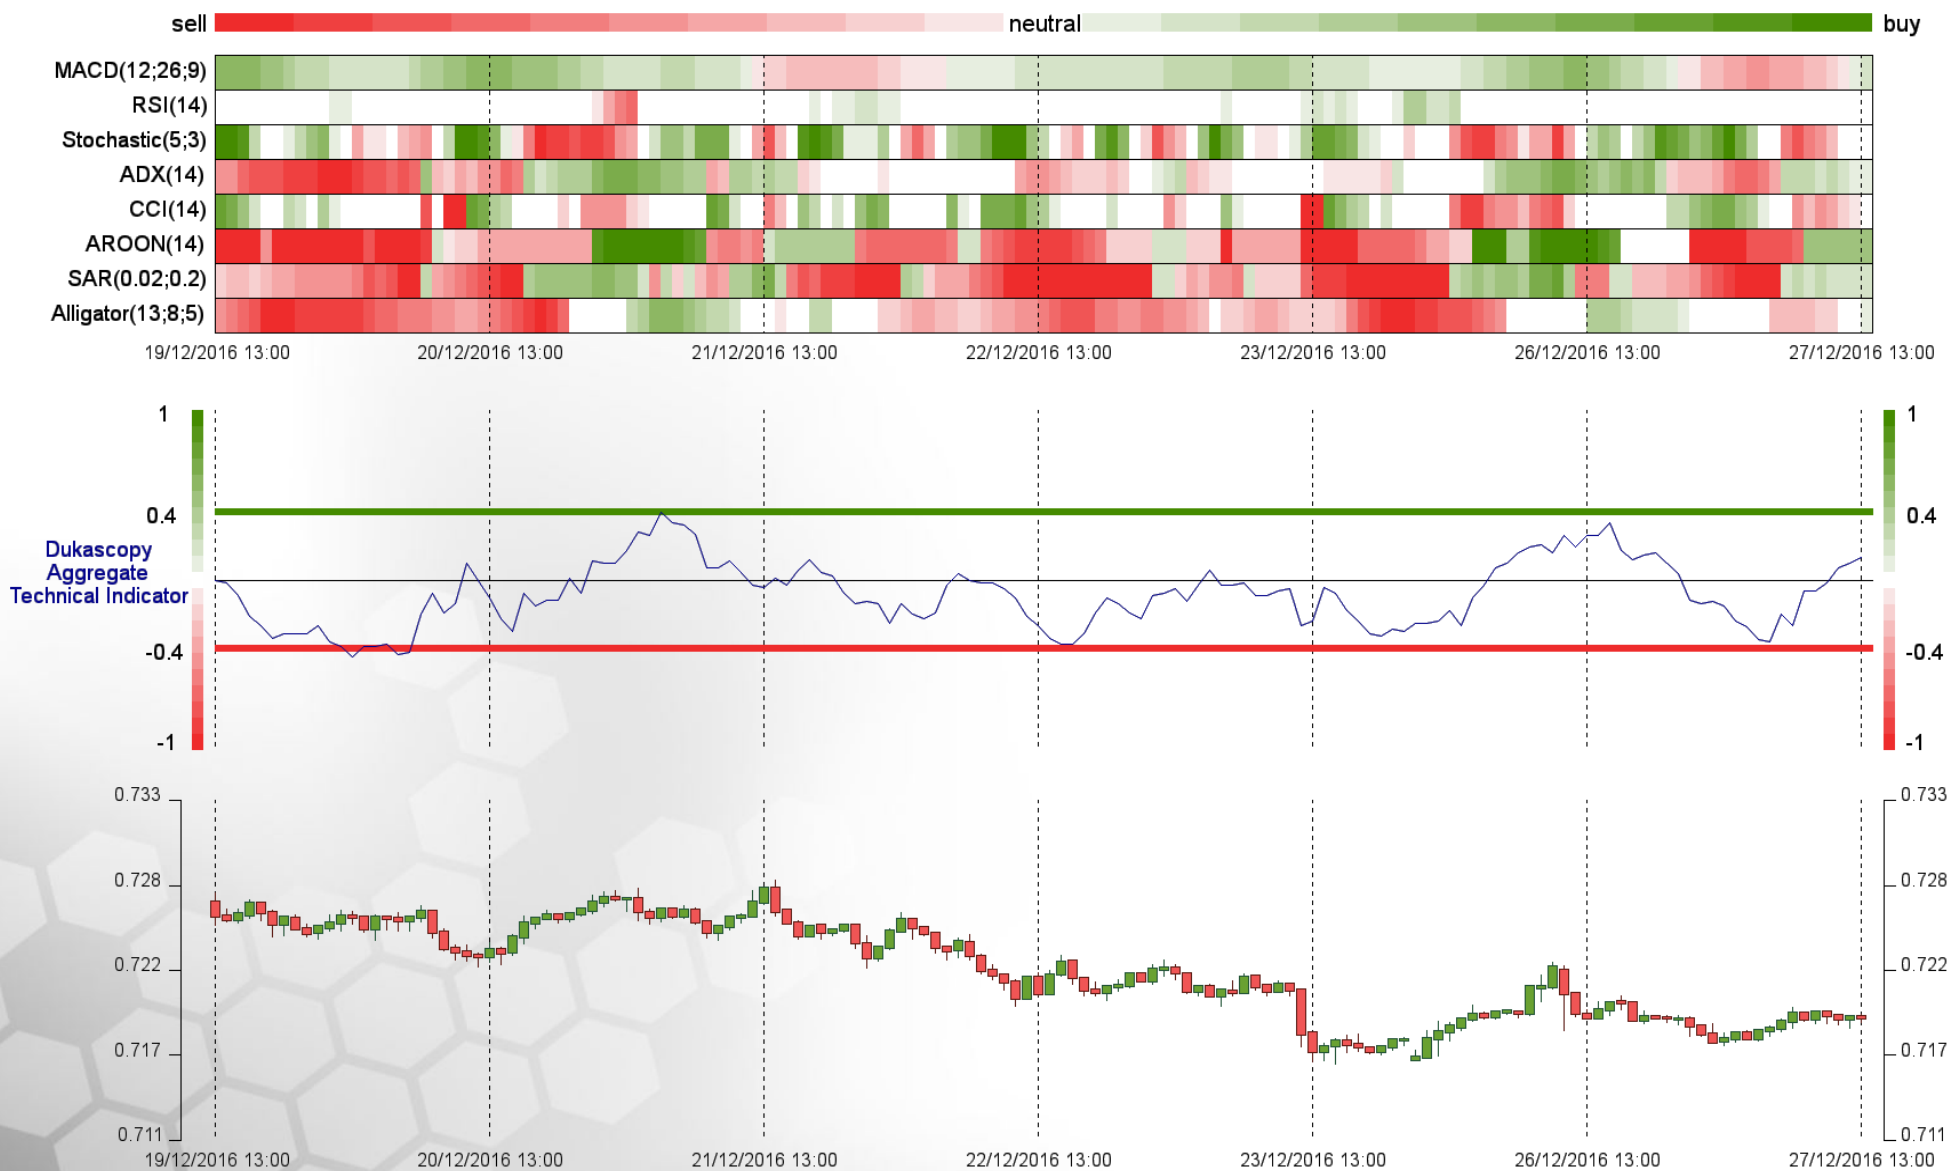 sell neutral buy
MACD(12;26;9)
RSI(14)
Stochastic(5;3)
ADX(14)
CCI(14)
AROON(14)
SAR(0.02;0.2)
Alligator(13;8;5)
19/12/2016 13:00 20/12/2016 13:00 21/12/2016 13:00 22/12/2016 13:00 23/12/2016 13:00 26/12/2016 13:00 27/12/2016 13:00
1 1
0.4 0.4
Dukascopy
Aggregate
Technical Indicator
-0.4 -0.4
-1 -1
0.733 0.733
0.728 0.728
0.722 0.722
0.717 0.717
0.711 0.711
19/12/2016 13:00 20/12/2016 13:00 21/12/2016 13:00 22/12/2016 13:00 23/12/2016 13:00 26/12/2016 13:00 27/12/2016 13:00